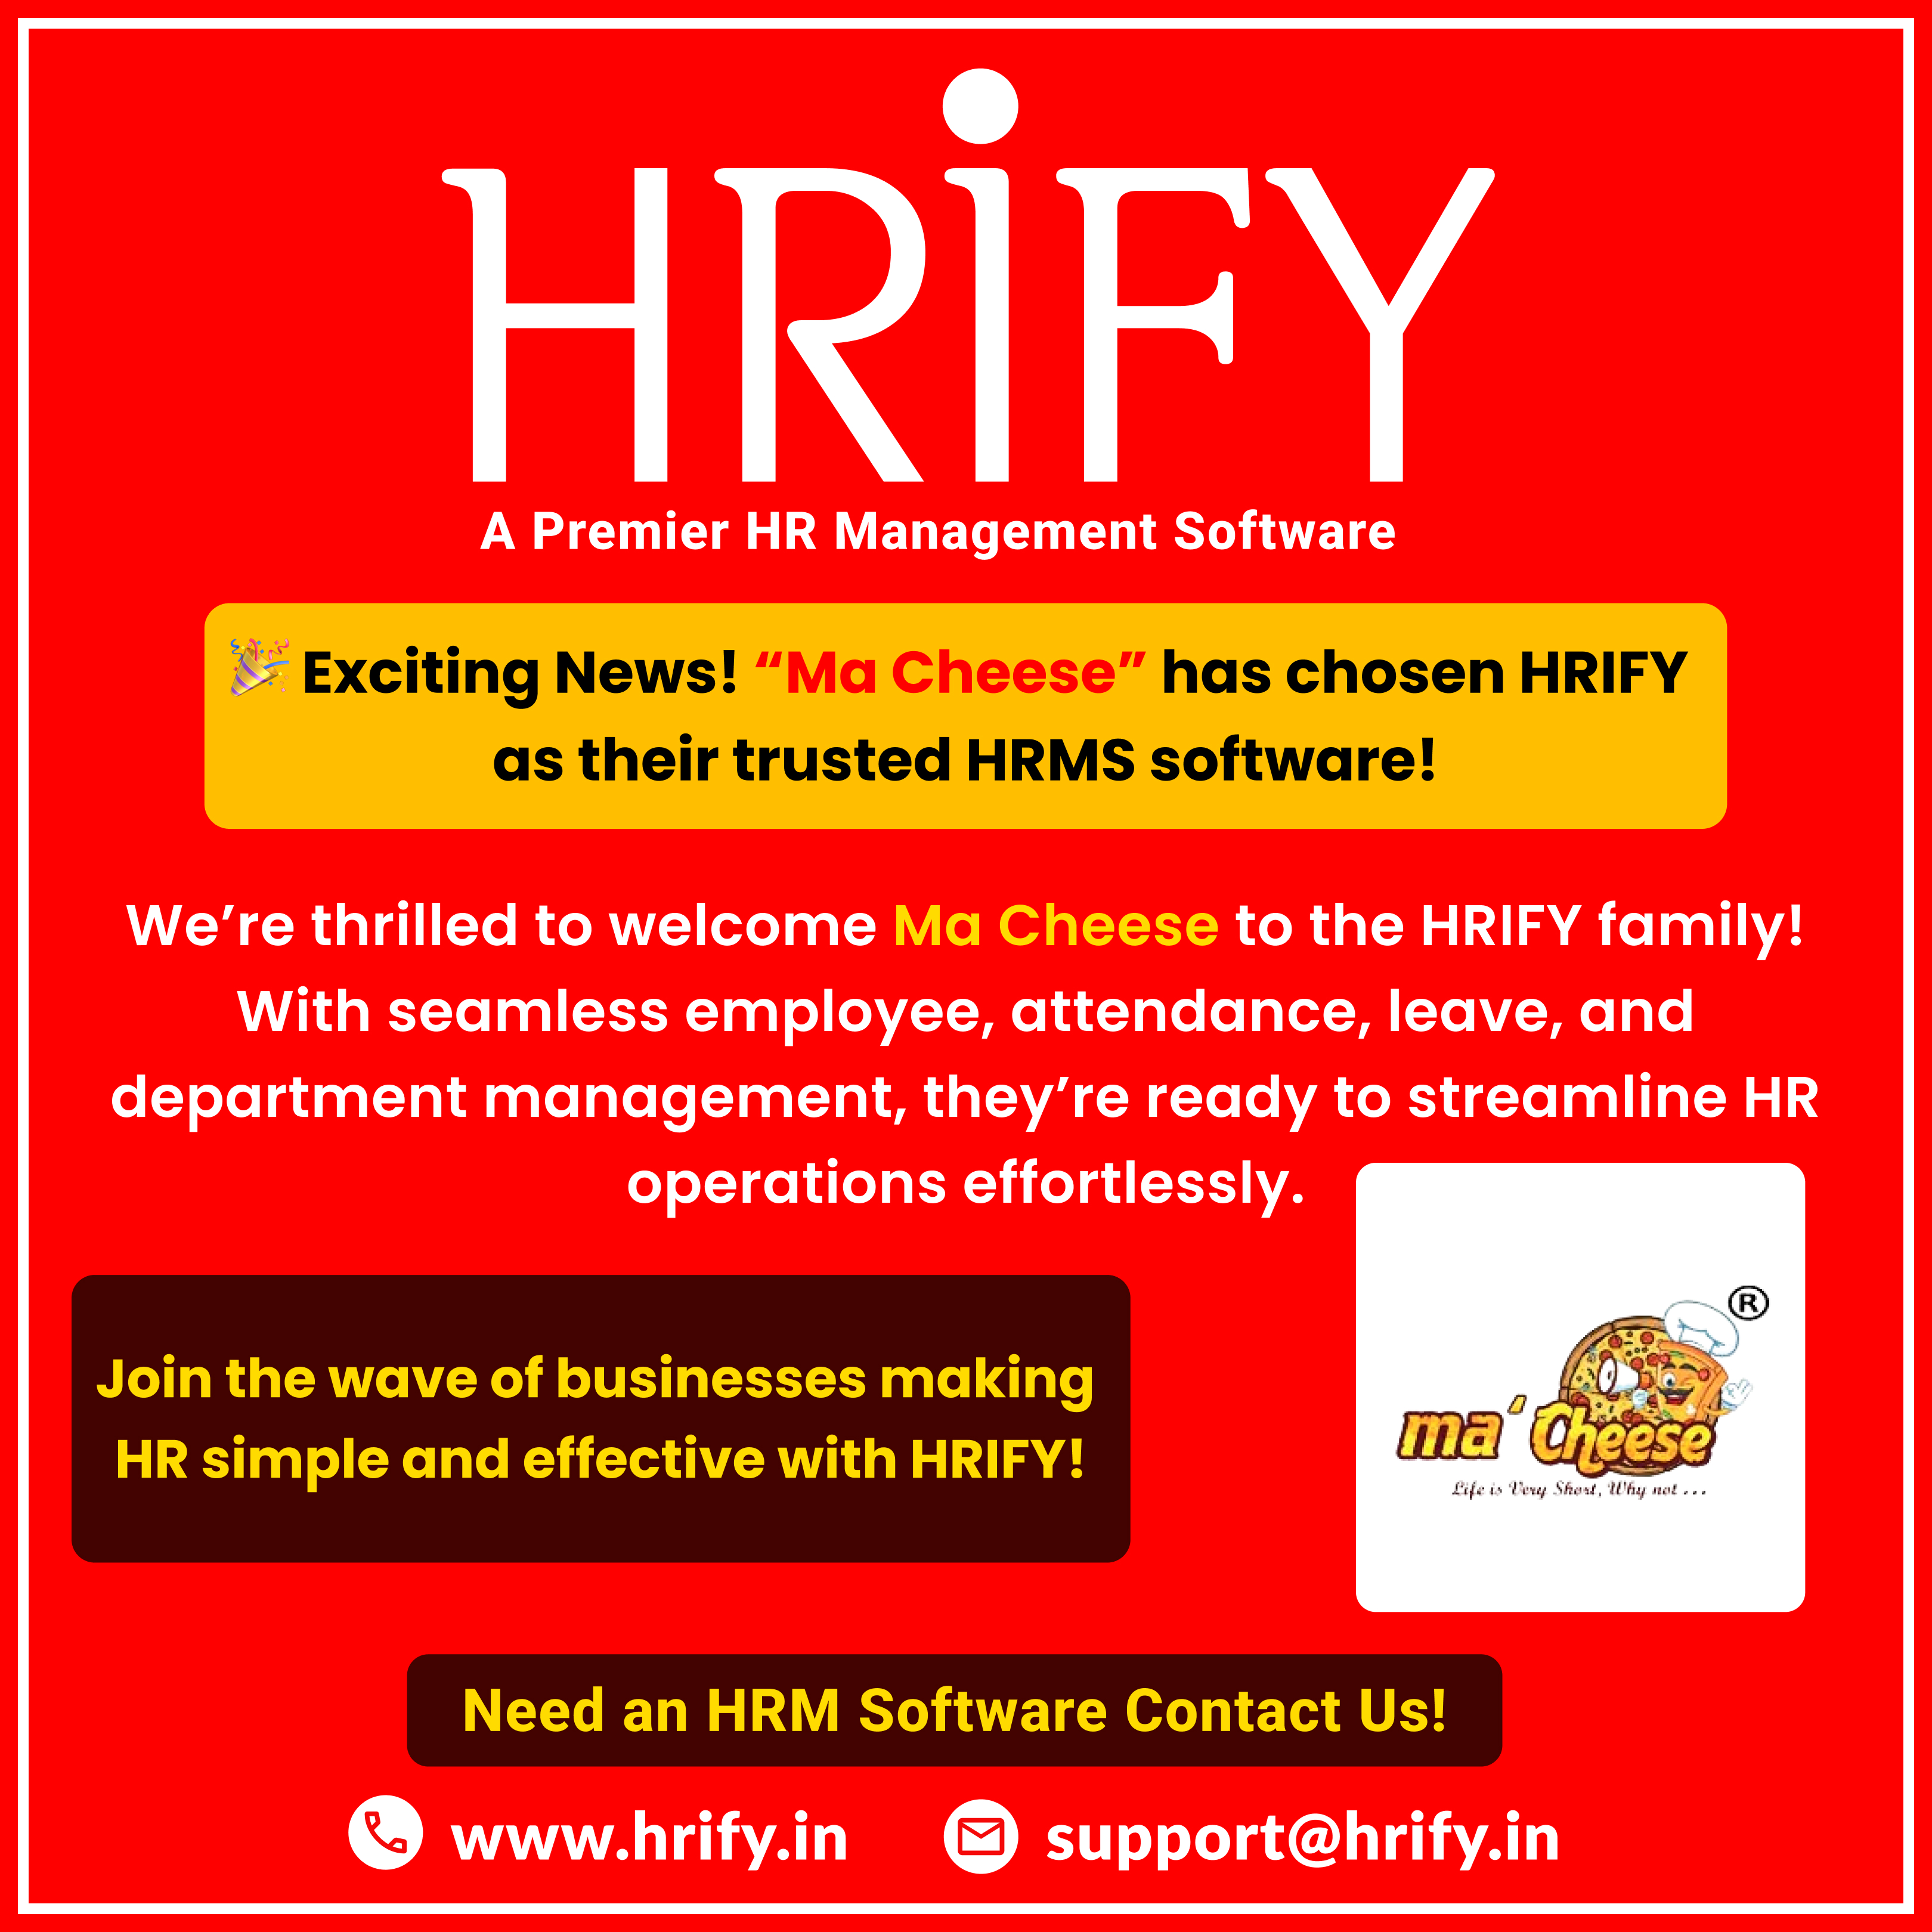 HRiFY
A Premier HR Management Software
🎉 Exciting News! “Ma Cheese” has chosen HRIFY
as their trusted HRMS software!
We’re thrilled to welcome Ma Cheese to the HRIFY family!
With seamless employee, attendance, leave, and
department management, they’re ready to streamline HR
operations effortlessly.
Join the wave of businesses making
HR simple and effective with HRIFY!
®
ma' Cheese
Life is Very Short, Why not ...
Need an HRM Software Contact Us!
www.hrify.in
support@hrify.in